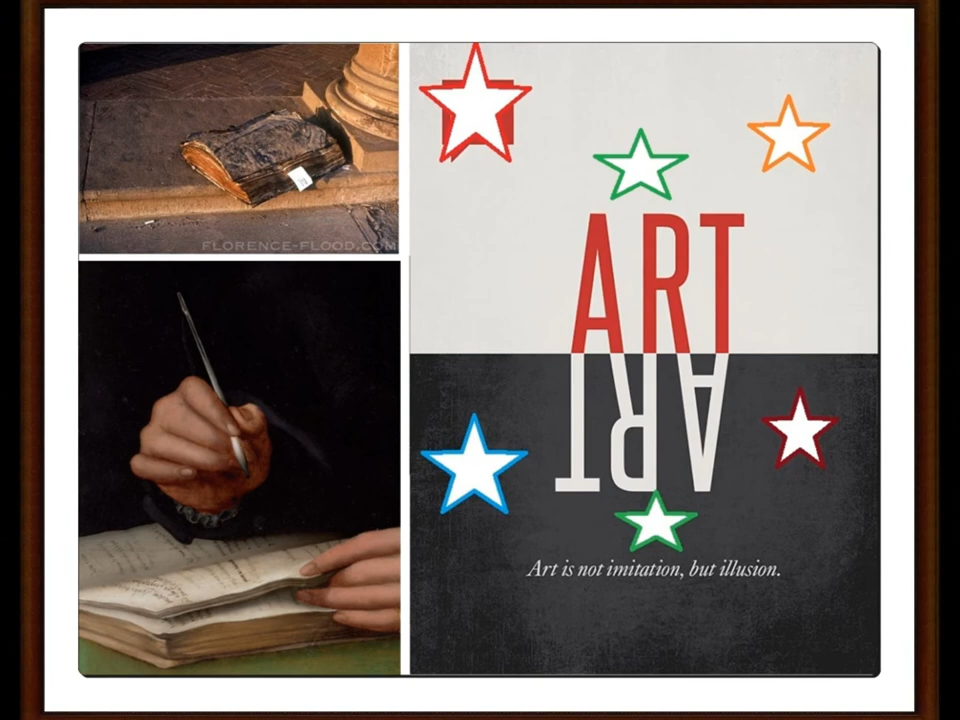 FLORENCE-FLOOD.COM
ART
ART
Art is not imitation, but illusion.